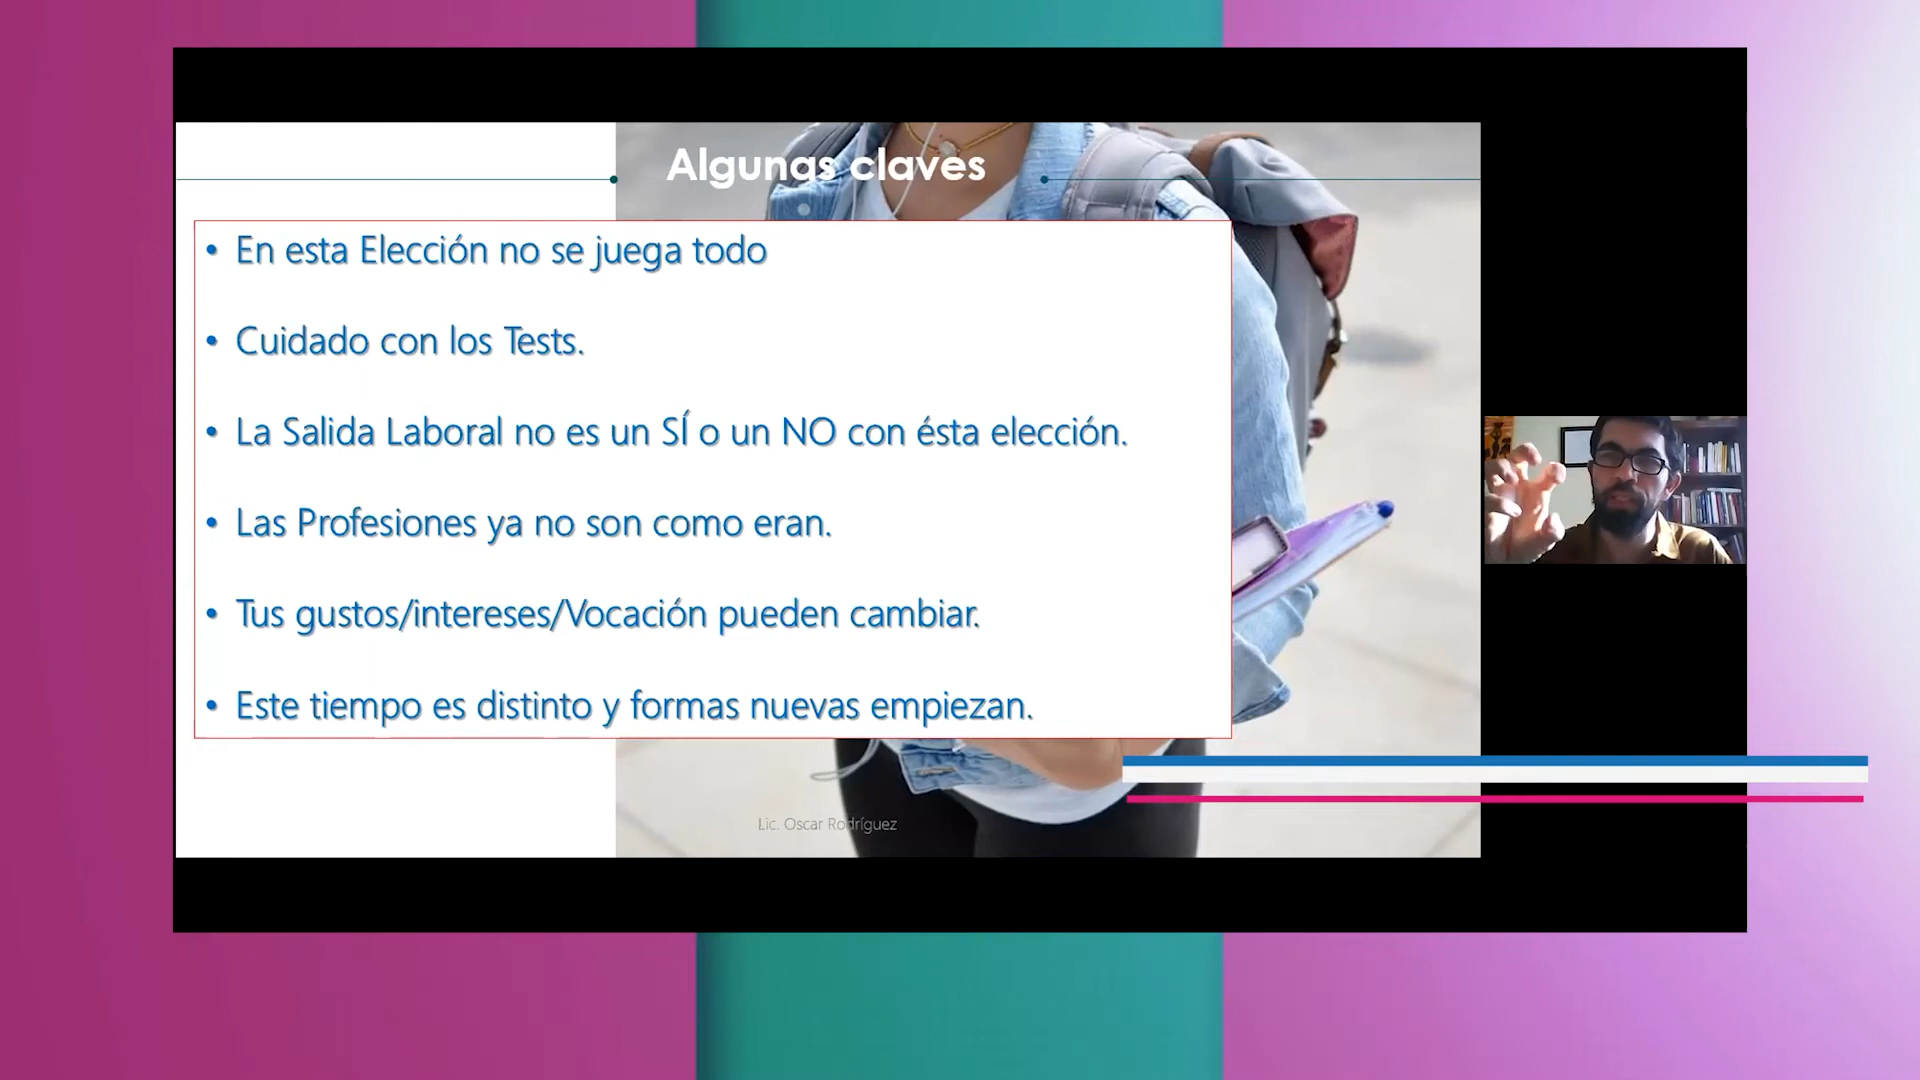 Algunas claves
• En esta Elección no se juega todo
• Cuidado con los Tests.
• La Salida Laboral no es un SÍ o un NO con ésta elección.
• Las Profesiones ya no son como eran.
• Tus gustos/intereses/Vocación pueden cambiar.
• Este tiempo es distinto y formas nuevas empiezan.
Lic. Oscar Rodríguez